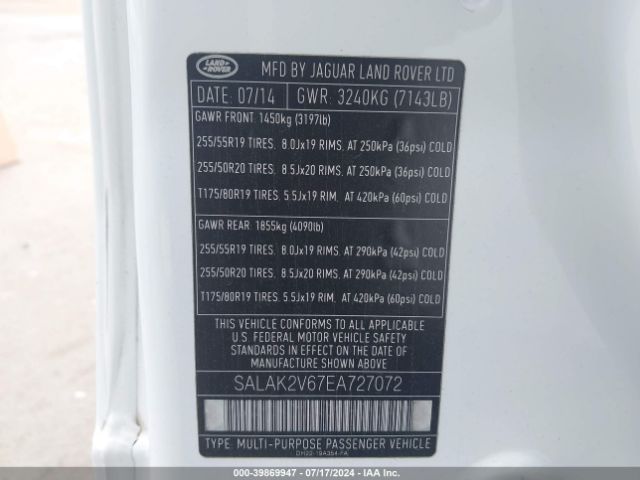 LAND ROVER
MFD BY JAGUAR LAND ROVER LTD
DATE: 07/14 GWR: 3240KG (7143LB)
GAWR FRONT: 1450kg (3197lb)
255/55R19 TIRES. 8.0Jx19 RIMS. AT 250kPa (36psi) COLD
255/50R20 TIRES. 8.5Jx20 RIMS. AT 250kPa (36psi) COLD
T175/80R19 TIRES. 5.5Jx19 RIM. AT 420kPa (60psi) COLD
GAWR REAR: 1855kg (4090lb)
255/55R19 TIRES. 8.0Jx19 RIMS. AT 290kPa (42psi) COLD
255/50R20 TIRES. 8.5Jx20 RIMS. AT 290kPa (42psi) COLD
T175/80R19 TIRES. 5.5Jx19 RIM. AT 420kPa (60psi) COLD
THIS VEHICLE CONFORMS TO ALL APPLICABLE
U.S. FEDERAL MOTOR VEHICLE SAFETY
STANDARDS IN EFFECT ON THE DATE OF
MANUFACTURE SHOWN ABOVE.
SALAK2V67EA727072
TYPE: MULTI-PURPOSE PASSENGER VEHICLE
DH22-19A354-FA
000-39869947 - 07/17/2024 - IAA, Inc.